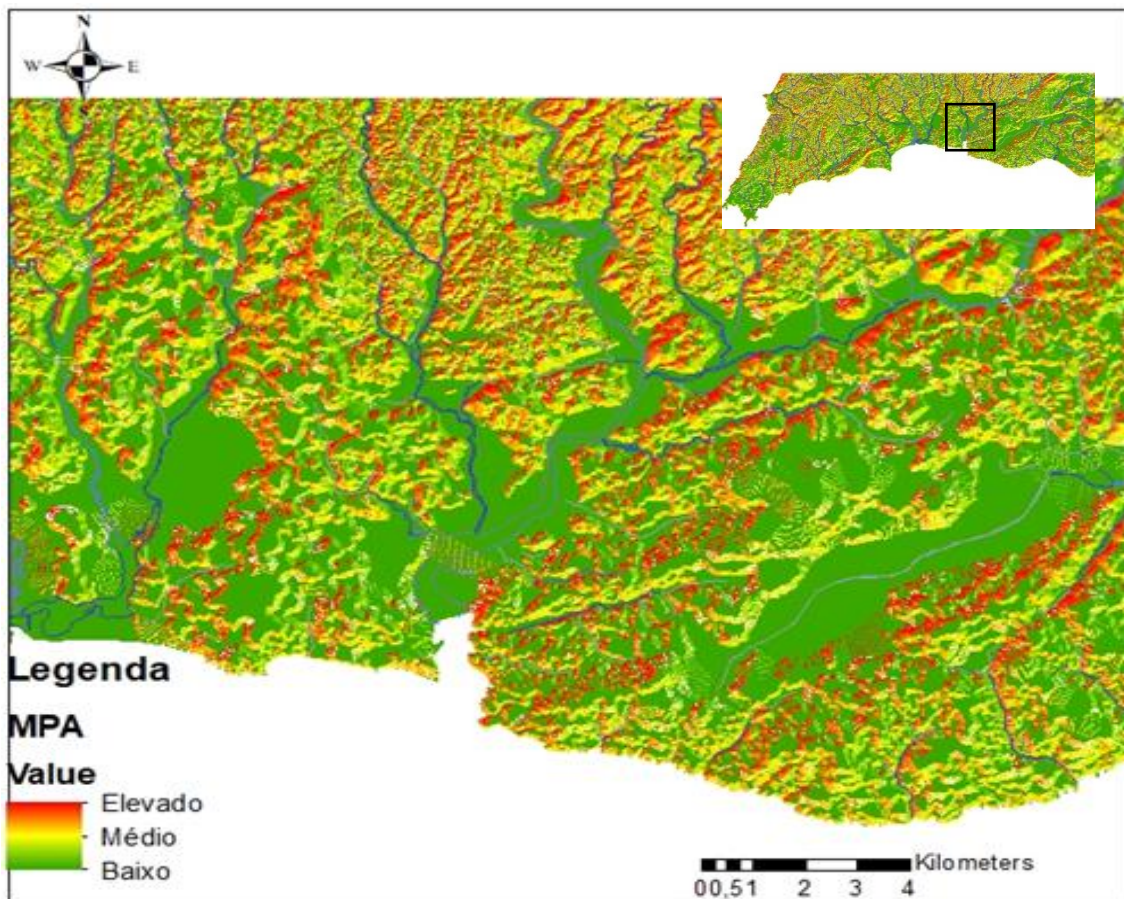 N
W E
S
Legenda
MPA
Value
Elevado
Médio
Baixo
Kilometers
00,51 2 3 4